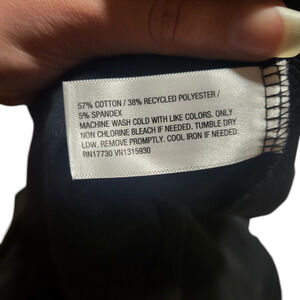 57% COTTON / 38% RECYCLED POLYESTER /
5% SPANDEX
MACHINE WASH COLD WITH LIKE COLORS. ONLY
NON CHLORINE BLEACH IF NEEDED. TUMBLE DRY
LOW. REMOVE PROMPTLY. COOL IRON IF NEEDED.
RN17730 VN1315930